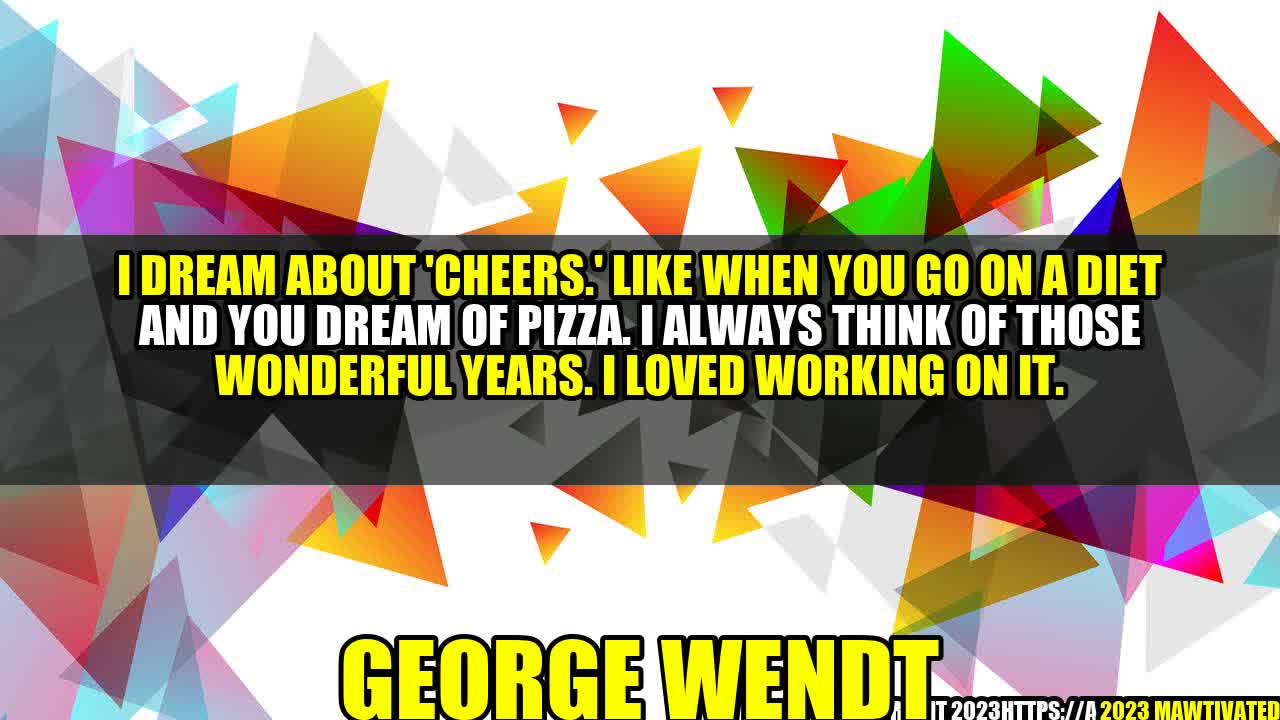 I DREAM ABOUT 'CHEERS.' LIKE WHEN YOU GO ON A DIET
AND YOU DREAM OF PIZZA. I ALWAYS THINK OF THOSE
WONDERFUL YEARS. I LOVED WORKING ON IT.
GEORGE WENDT
2023HTTPS://A 2023 MAWTIVATED